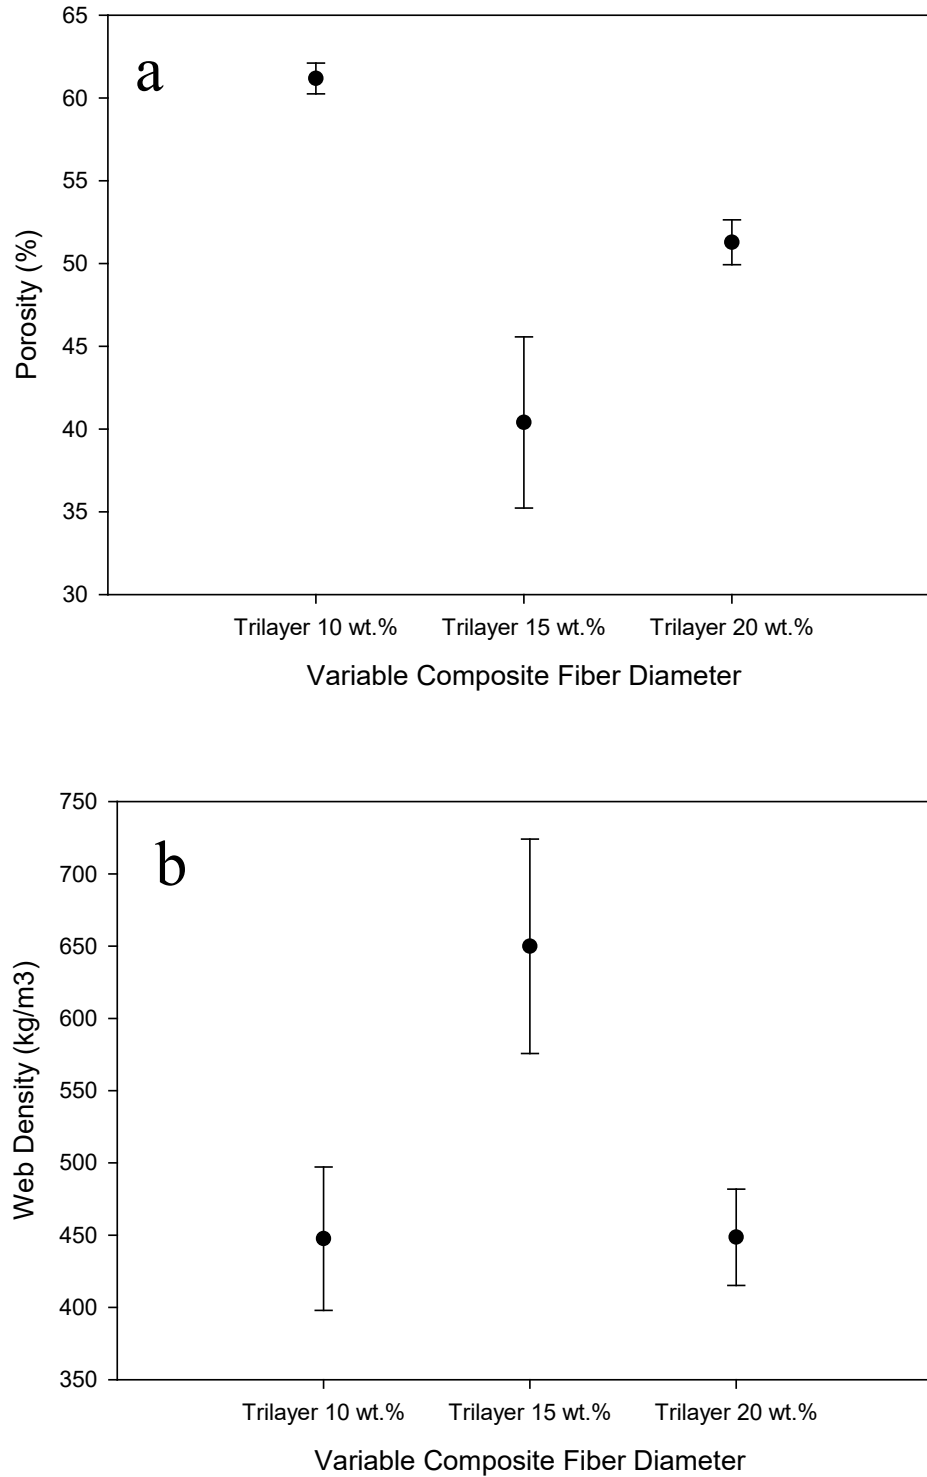 65
a
60
55
50
45
40
35
30
Porosity (%)
Trilayer 10 wt.% Trilayer 15 wt.% Trilayer 20 wt.%
Variable Composite Fiber Diameter
750
b
700
650
600
550
500
450
400
350
Web Density (kg/m3)
Trilayer 10 wt.% Trilayer 15 wt.% Trilayer 20 wt.%
Variable Composite Fiber Diameter